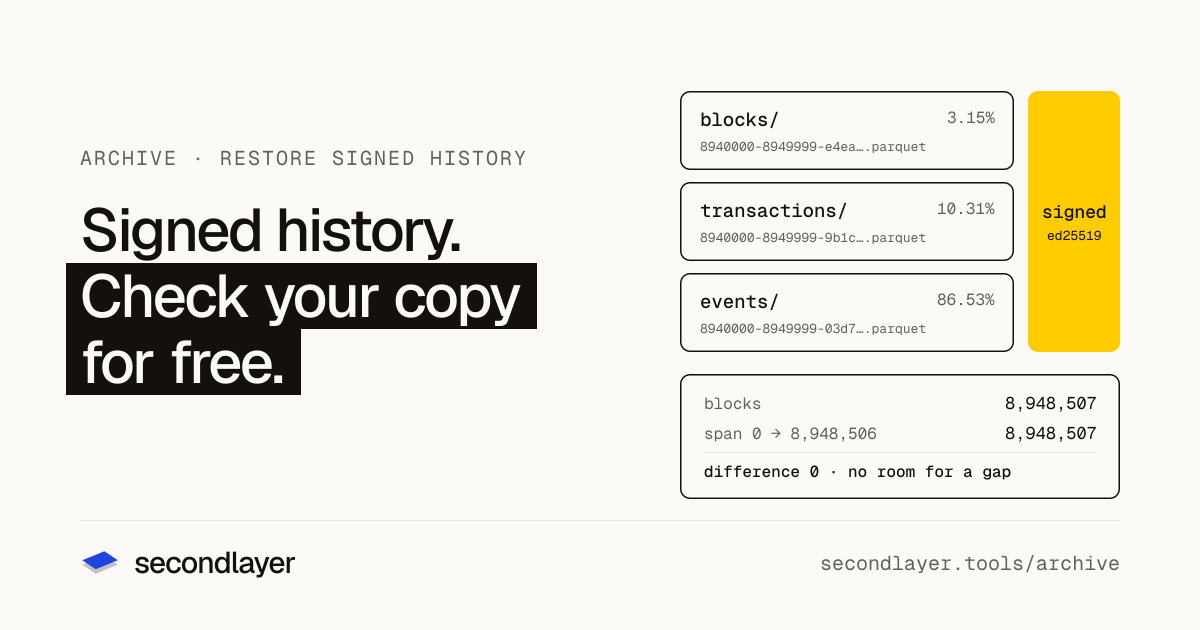 ARCHIVE · RESTORE SIGNED HISTORY
Signed history.
Check your copy
for free.
blocks/ 3.15%
8940000-8949999-e4ea….parquet
transactions/ 10.31%
8940000-8949999-9b1c….parquet
events/ 86.53%
8940000-8949999-03d7….parquet
signed
ed25519
blocks 8,948,507
span 0 → 8,948,506 8,948,507
difference 0 · no room for a gap
secondlayer
secondlayer.tools/archive